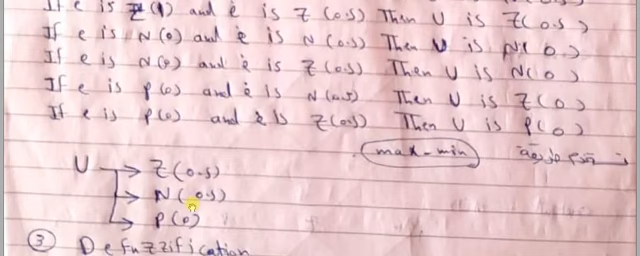 If e is Z(1) and ė is Z(0.5) Then U is Z(0.5)
If e is N(0) and ė is N(0.5) Then U is N(0)
If e is N(0) and ė is Z(0.5) Then U is N(0)
If e is P(0) and ė is N(0.5) Then U is Z(0)
If e is P(0) and ė is Z(0.5) Then U is P(0)
max-min
U → Z(0.5)
→ N(0.5)
→ P(0)
③ Defuzzification